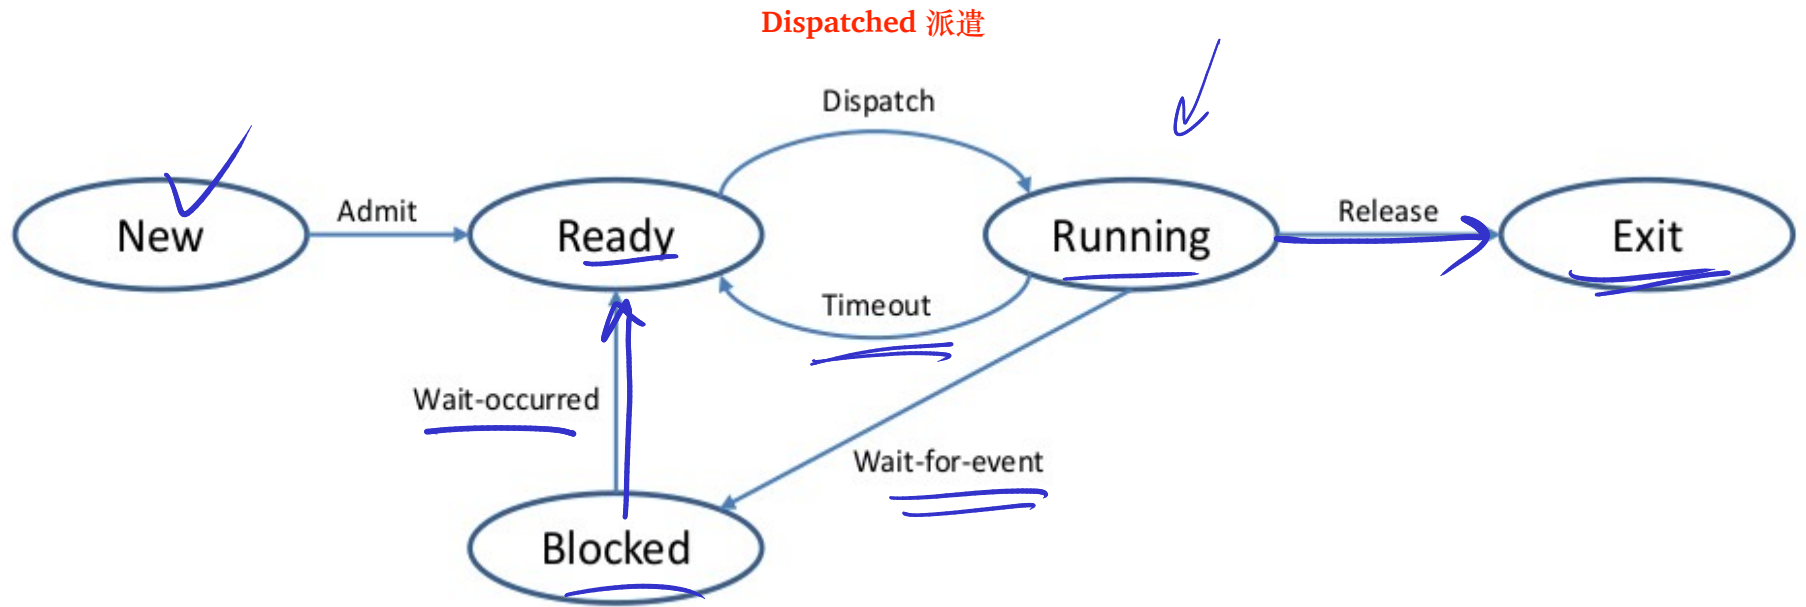 Dispatched 派遣
Dispatch
New
Admit
Ready
Running
Release
Exit
Timeout
Wait-occurred
Wait-for-event
Blocked